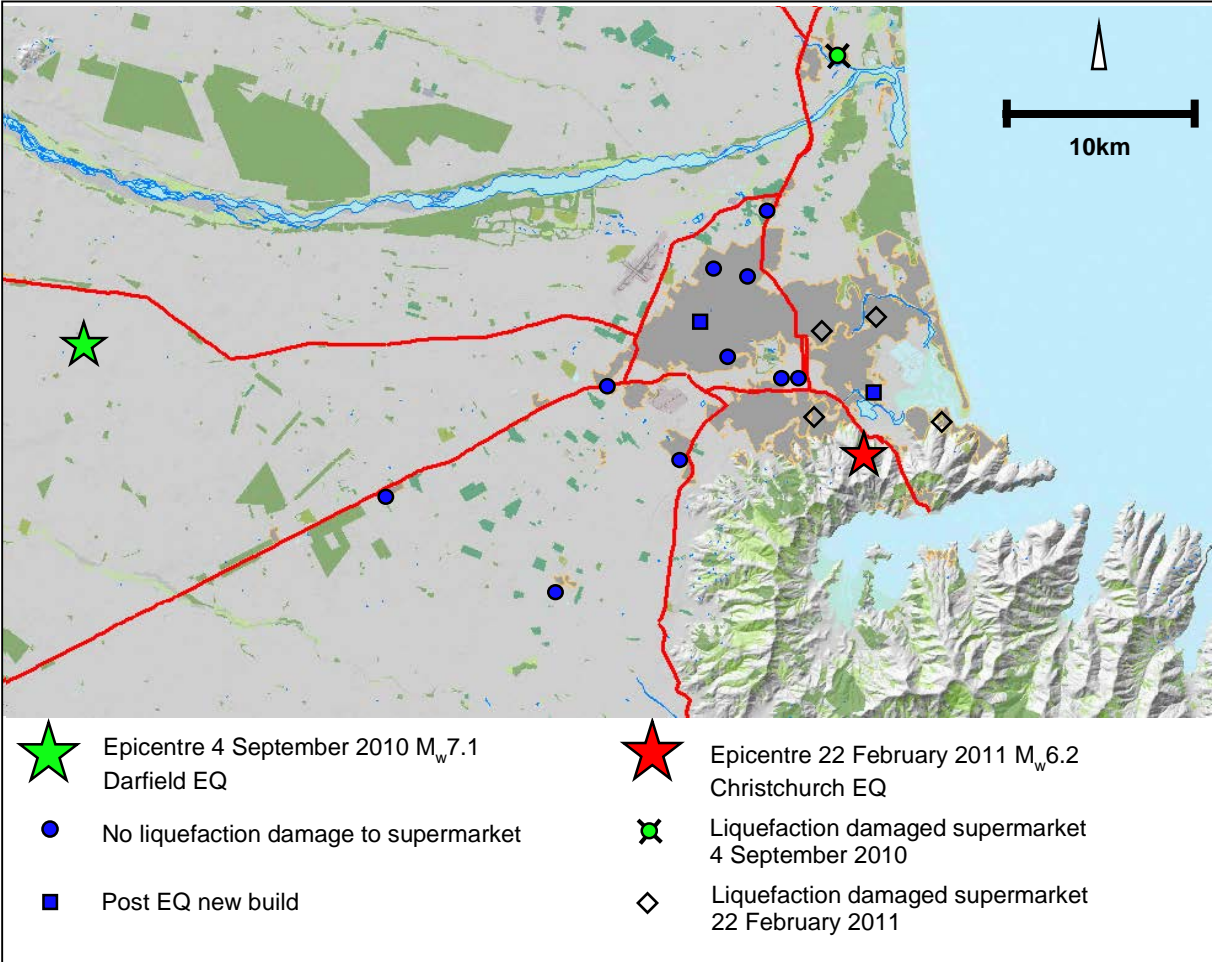 10km
Epicentre 4 September 2010 Mw7.1
Darfield EQ
Epicentre 22 February 2011 Mw6.2
Christchurch EQ
No liquefaction damage to supermarket
Liquefaction damaged supermarket
4 September 2010
Post EQ new build
Liquefaction damaged supermarket
22 February 2011